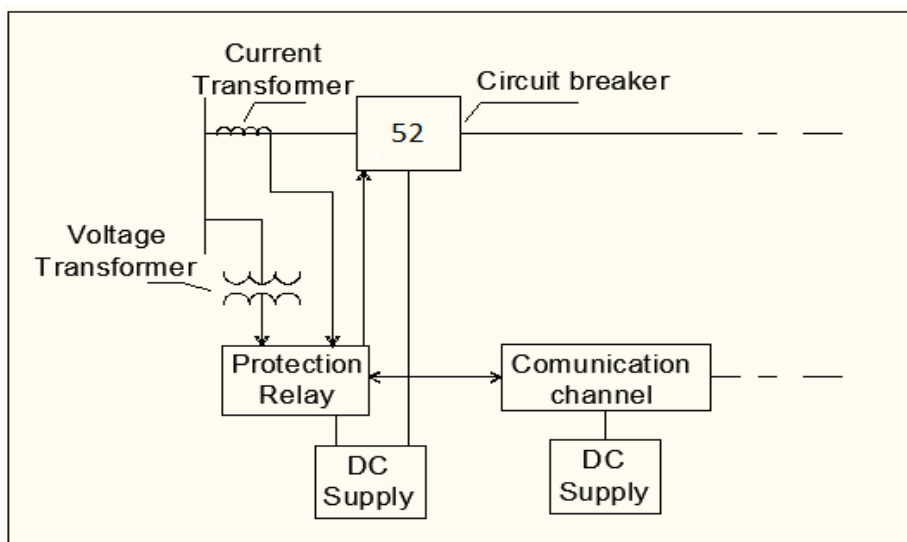 Current
Transformer
Circuit breaker
52
Voltage
Transformer
Protection
Relay
Comunication
channel
DC
Supply
DC
Supply